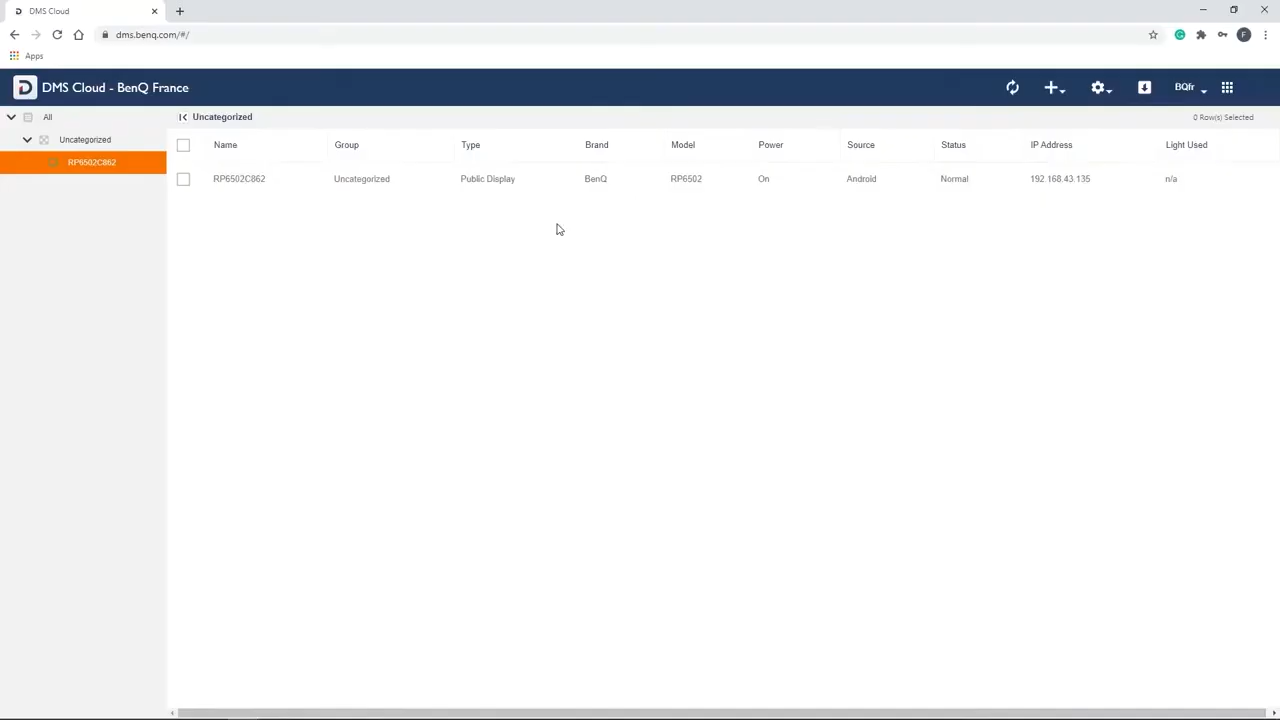 DMS Cloud
dms.benq.com/#/
F
Apps
DMS Cloud - BenQ France
BQfr
All
Uncategorized
0 Row(s) Selected
Uncategorized
Name Group Type Brand Model Power Source Status IP Address Light Used
RP6502C862
RP6502C862 Uncategorized Public Display BenQ RP6502 On Android Normal 192.168.43.135 n/a